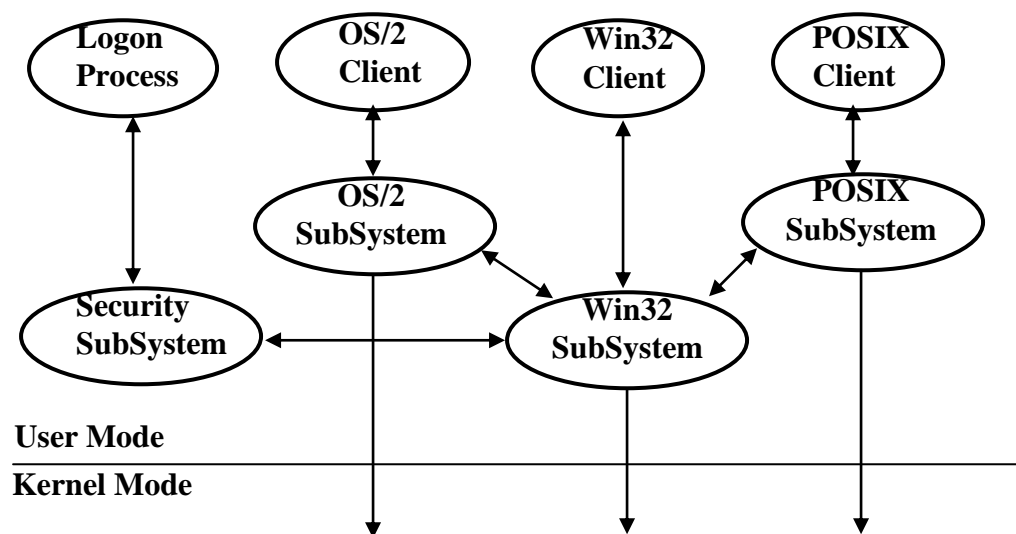 Logon
Process
OS/2
Client
Win32
Client
POSIX
Client
OS/2
SubSystem
POSIX
SubSystem
Security
SubSystem
Win32
SubSystem
User Mode
Kernel Mode